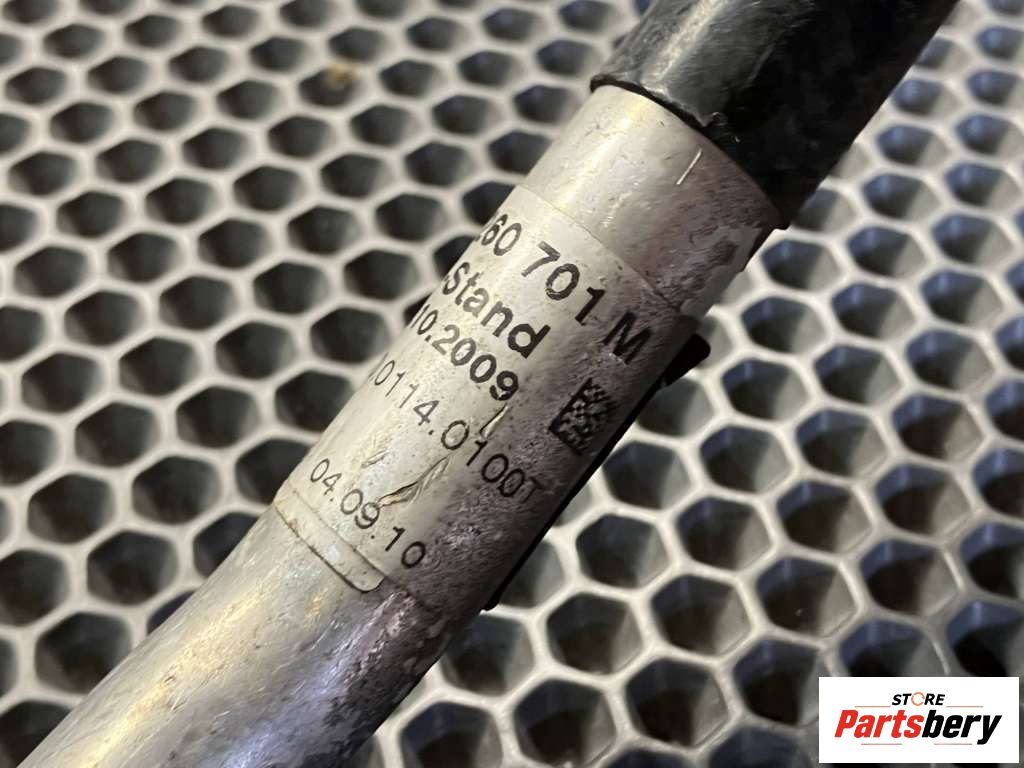 60 701 M
Stand
10.2009
0114.0100T
04.09.10
STORE
Partsbery